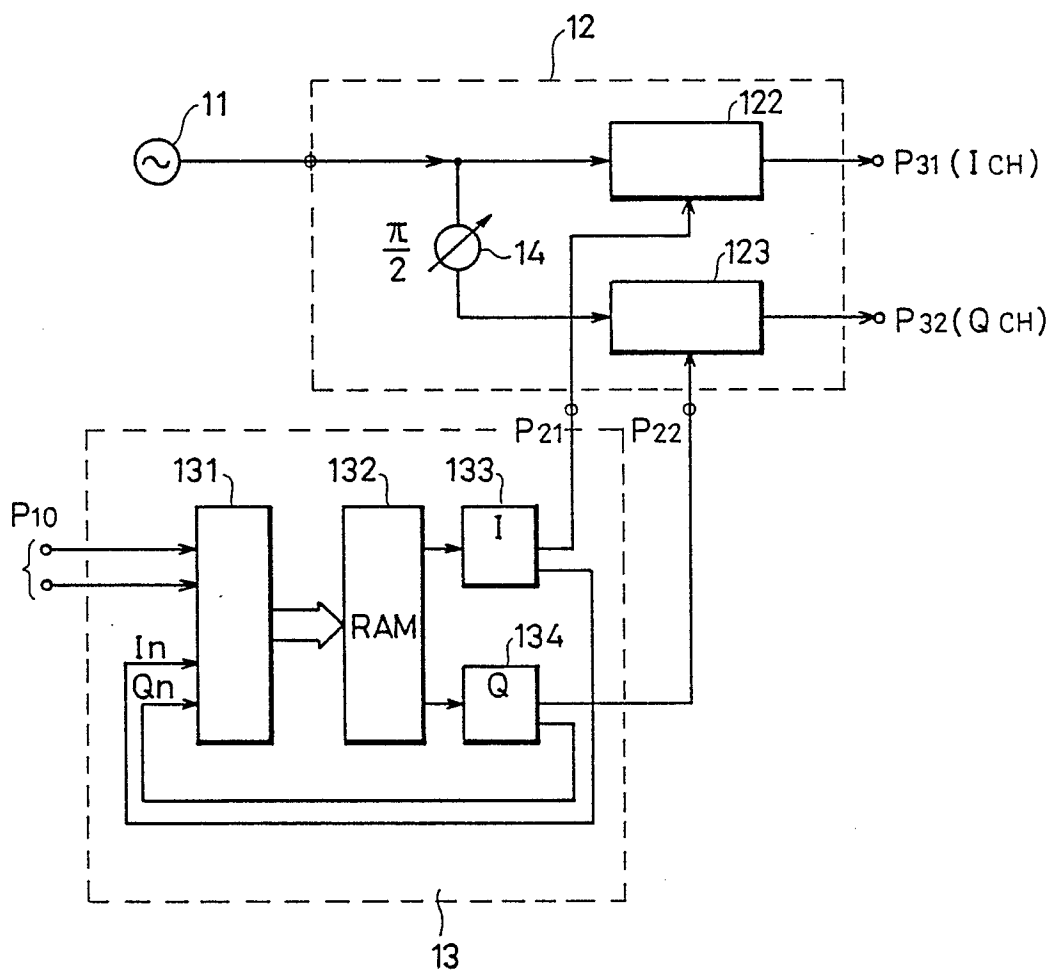 12
11
122
P31 (I CH)
π/2
14
123
P32 (Q CH)
P21
P22
131
132
133
P10
I
RAM
134
In
Q
Qn
13